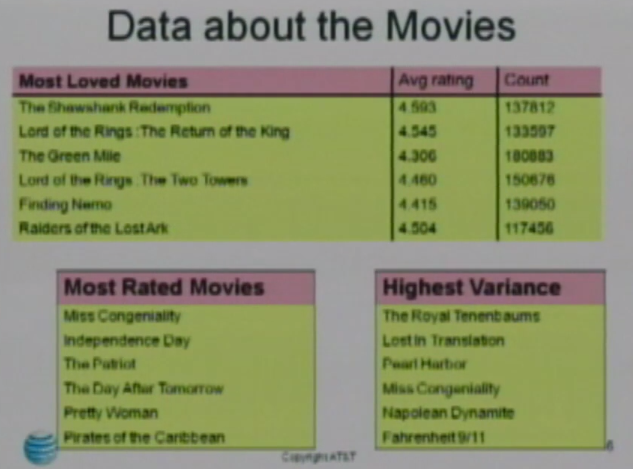 Data about the Movies
Most Loved Movies Avg rating Count
The Shawshank Redemption 4.593 137812
Lord of the Rings :The Return of the King 4.545 133597
The Green Mile 4.306 180883
Lord of the Rings :The Two Towers 4.460 150676
Finding Nemo 4.415 139050
Raiders of the Lost Ark 4.504 117456
Most Rated Movies
Miss Congeniality
Independence Day
The Patriot
The Day After Tomorrow
Pretty Woman
Pirates of the Caribbean
Highest Variance
The Royal Tenenbaums
Lost In Translation
Pearl Harbor
Miss Congeniality
Napolean Dynamite
Fahrenheit 9/11
Copyright AT&T
6